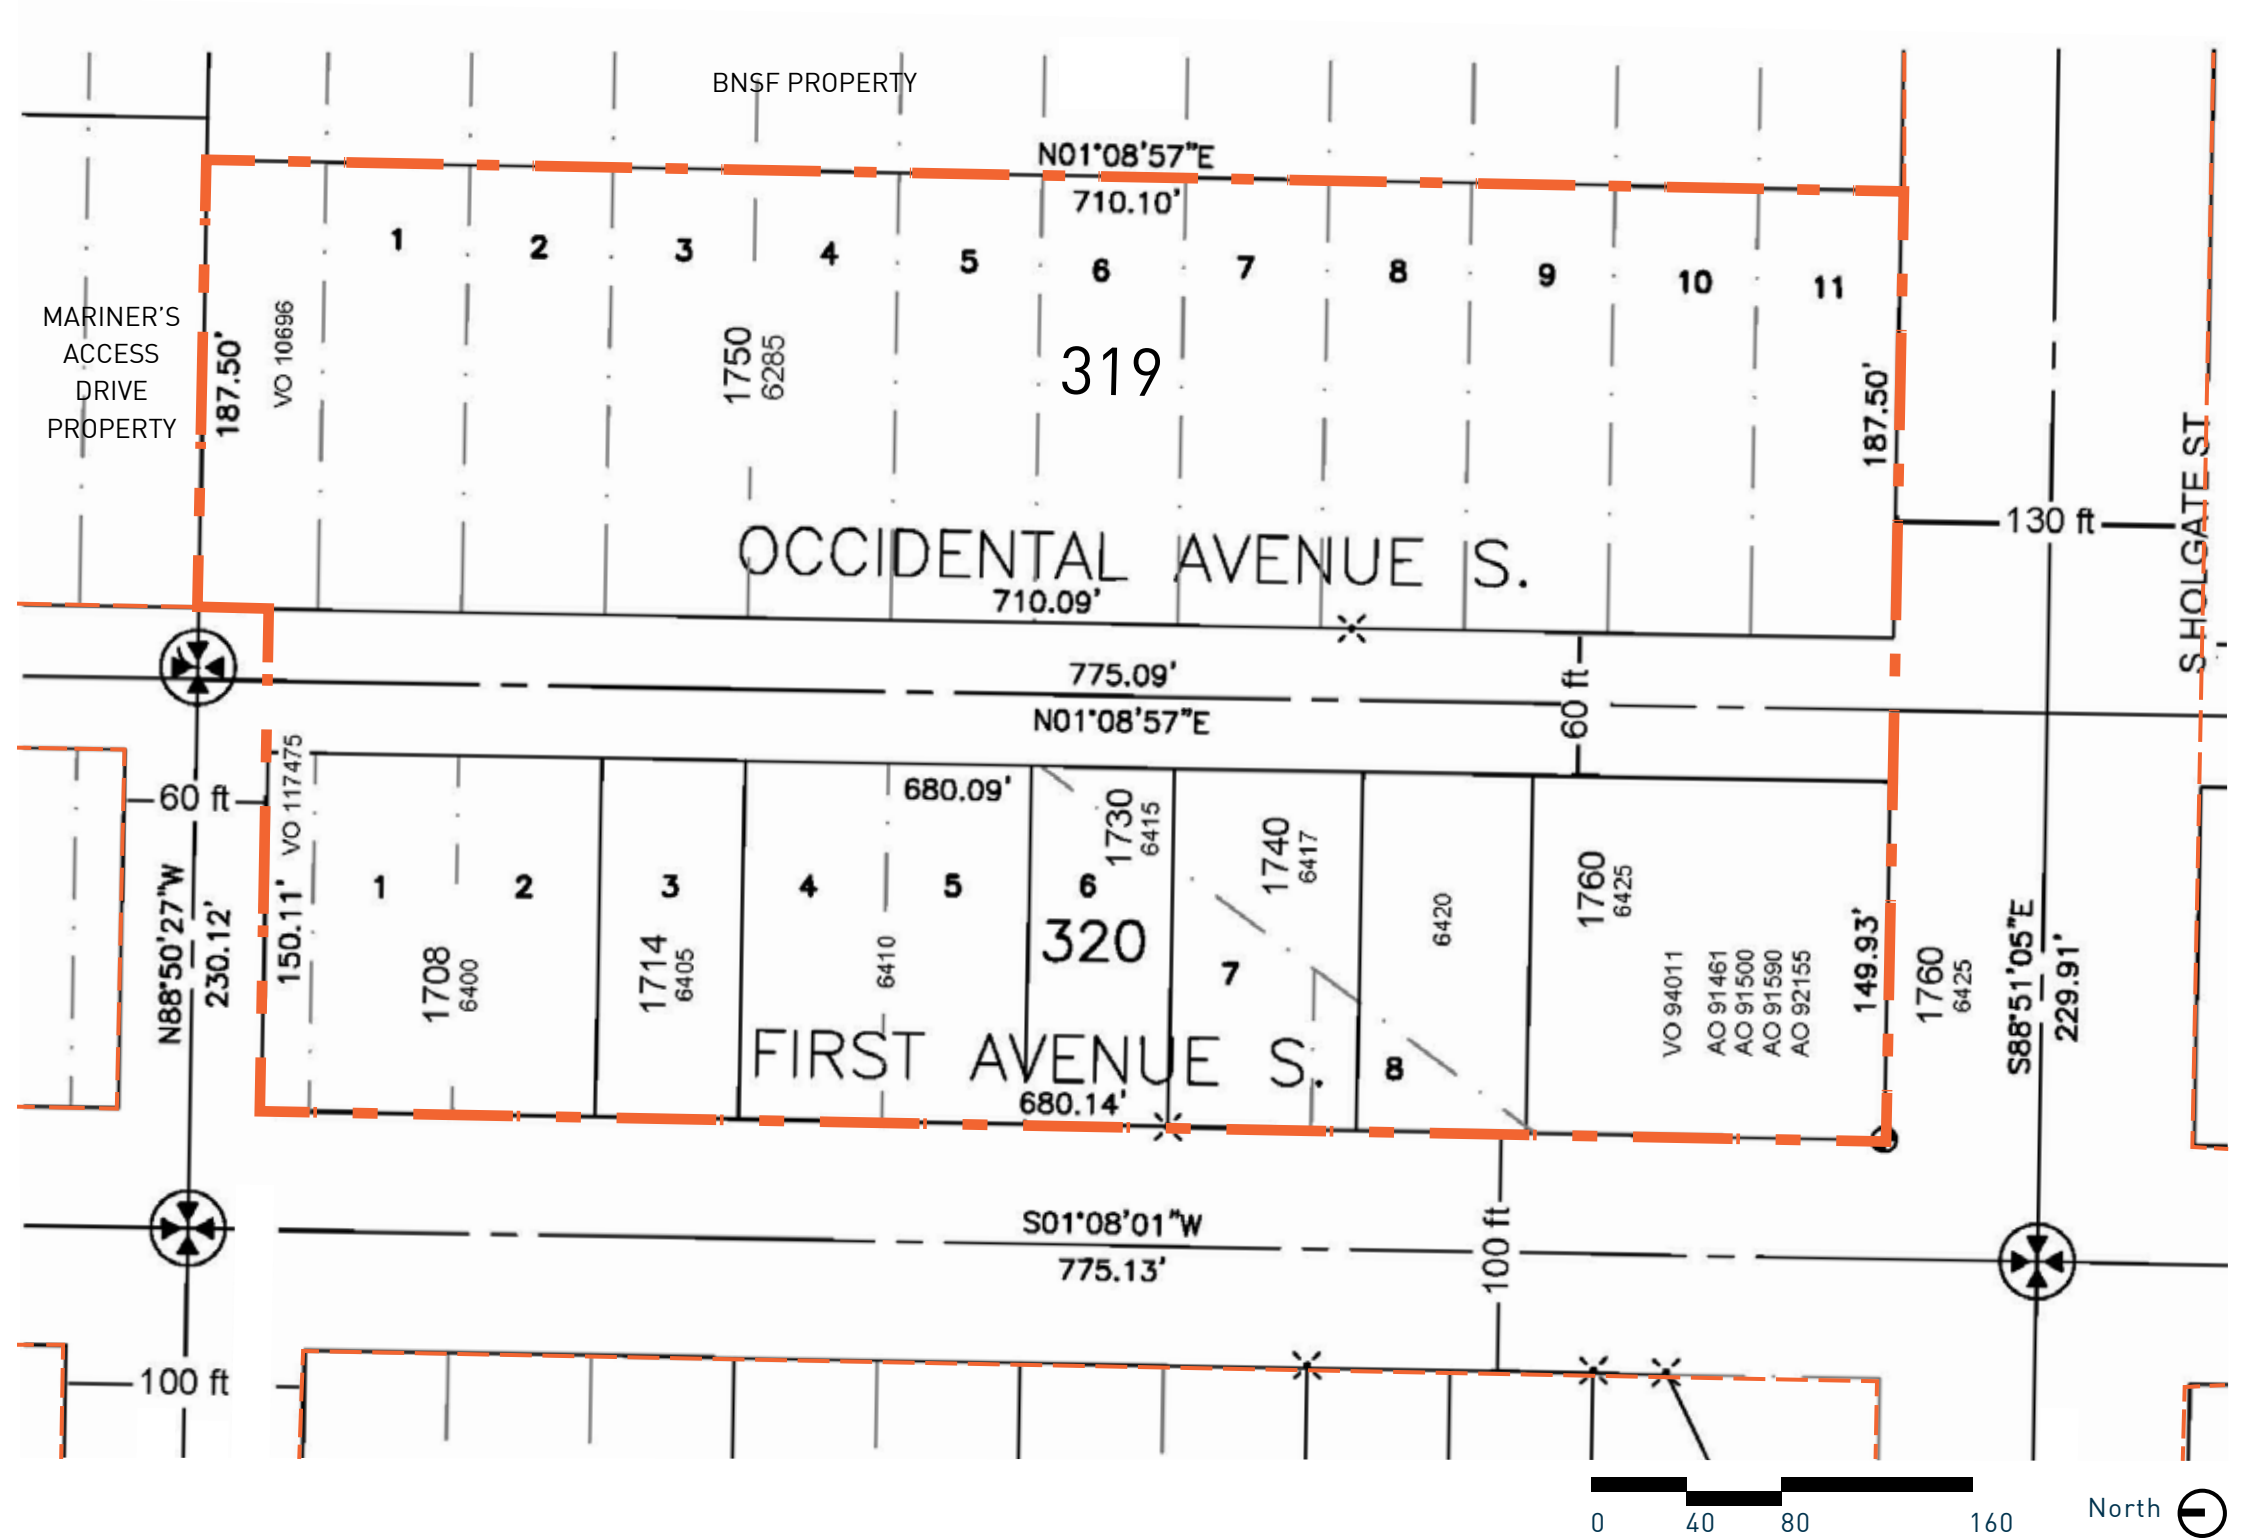 BNSF PROPERTY
N01°08'57"E
710.10'
1
2
3
4
5
6
7
8
9
10
11
MARINER'S
ACCESS
DRIVE
PROPERTY
187.50'
VO 10696
1750
6285
319
187.50'
130 ft
S HOLGATE ST
OCCIDENTAL AVENUE S.
710.09'
775.09'
N01°08'57"E
60 ft
60 ft
VO 117475
680.09'
1730
6415
1740
6417
6420
1760
6425
1
2
3
4
5
6
7
8
320
N88°50'27"W
230.12'
150.11'
1708
6400
1714
6405
6410
VO 94011
AO 91461
AO 91500
AO 91590
AO 92155
149.93'
1760
6425
S88°51'05"E
229.91'
FIRST AVENUE S.
680.14'
S01°08'01"W
775.13'
100 ft
100 ft
0 40 80 160
North